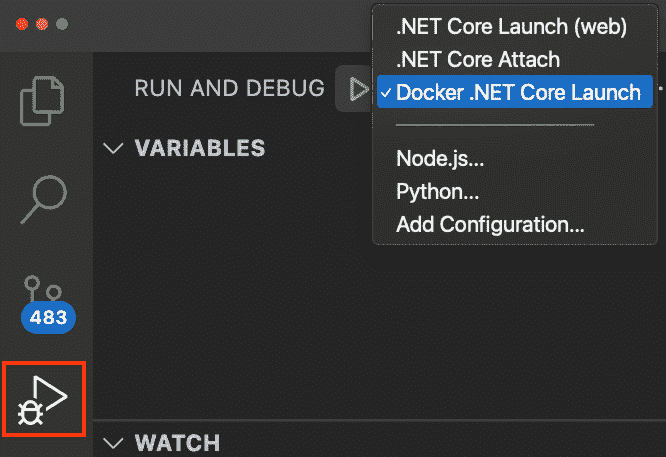 .NET Core Launch (web)
.NET Core Attach
✓ Docker .NET Core Launch
Node.js...
Python...
Add Configuration...
RUN AND DEBUG
VARIABLES
483
WATCH